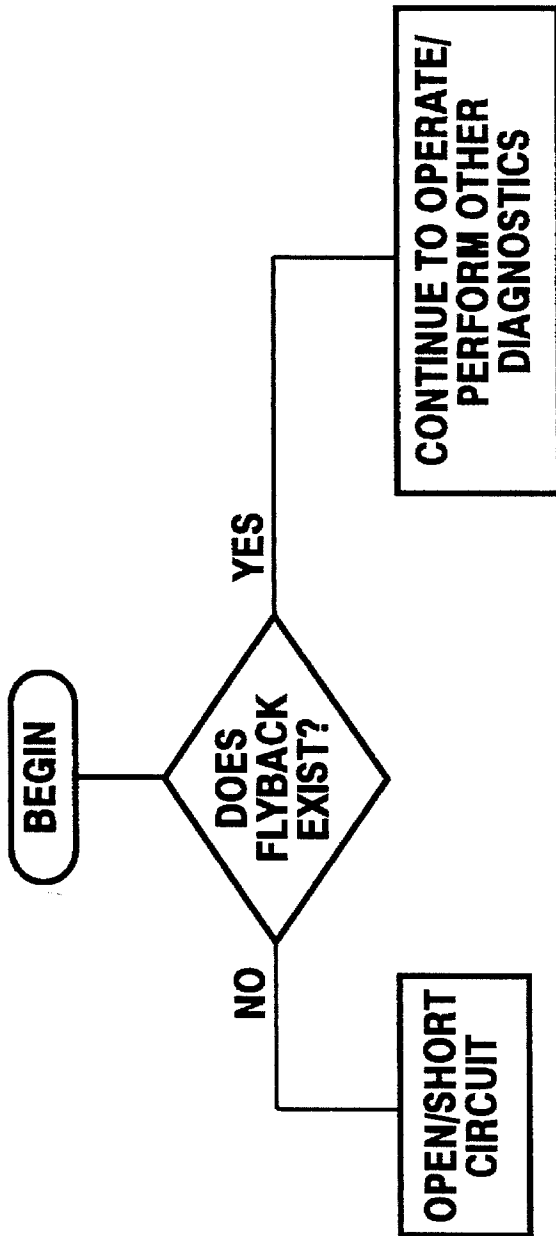 BEGIN
DOES
FLYBACK
EXIST?
NO
YES
OPEN/SHORT
CIRCUIT
CONTINUE TO OPERATE/
PERFORM OTHER
DIAGNOSTICS